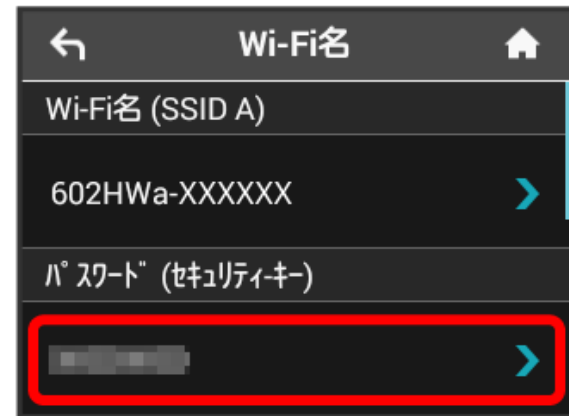 Wi-Fi名
Wi-Fi名 (SSID A)
602HWa-XXXXXX
ﾊﾟｽﾜｰﾄﾞ (ｾｷｭﾘﾃｨ-ｷｰ)